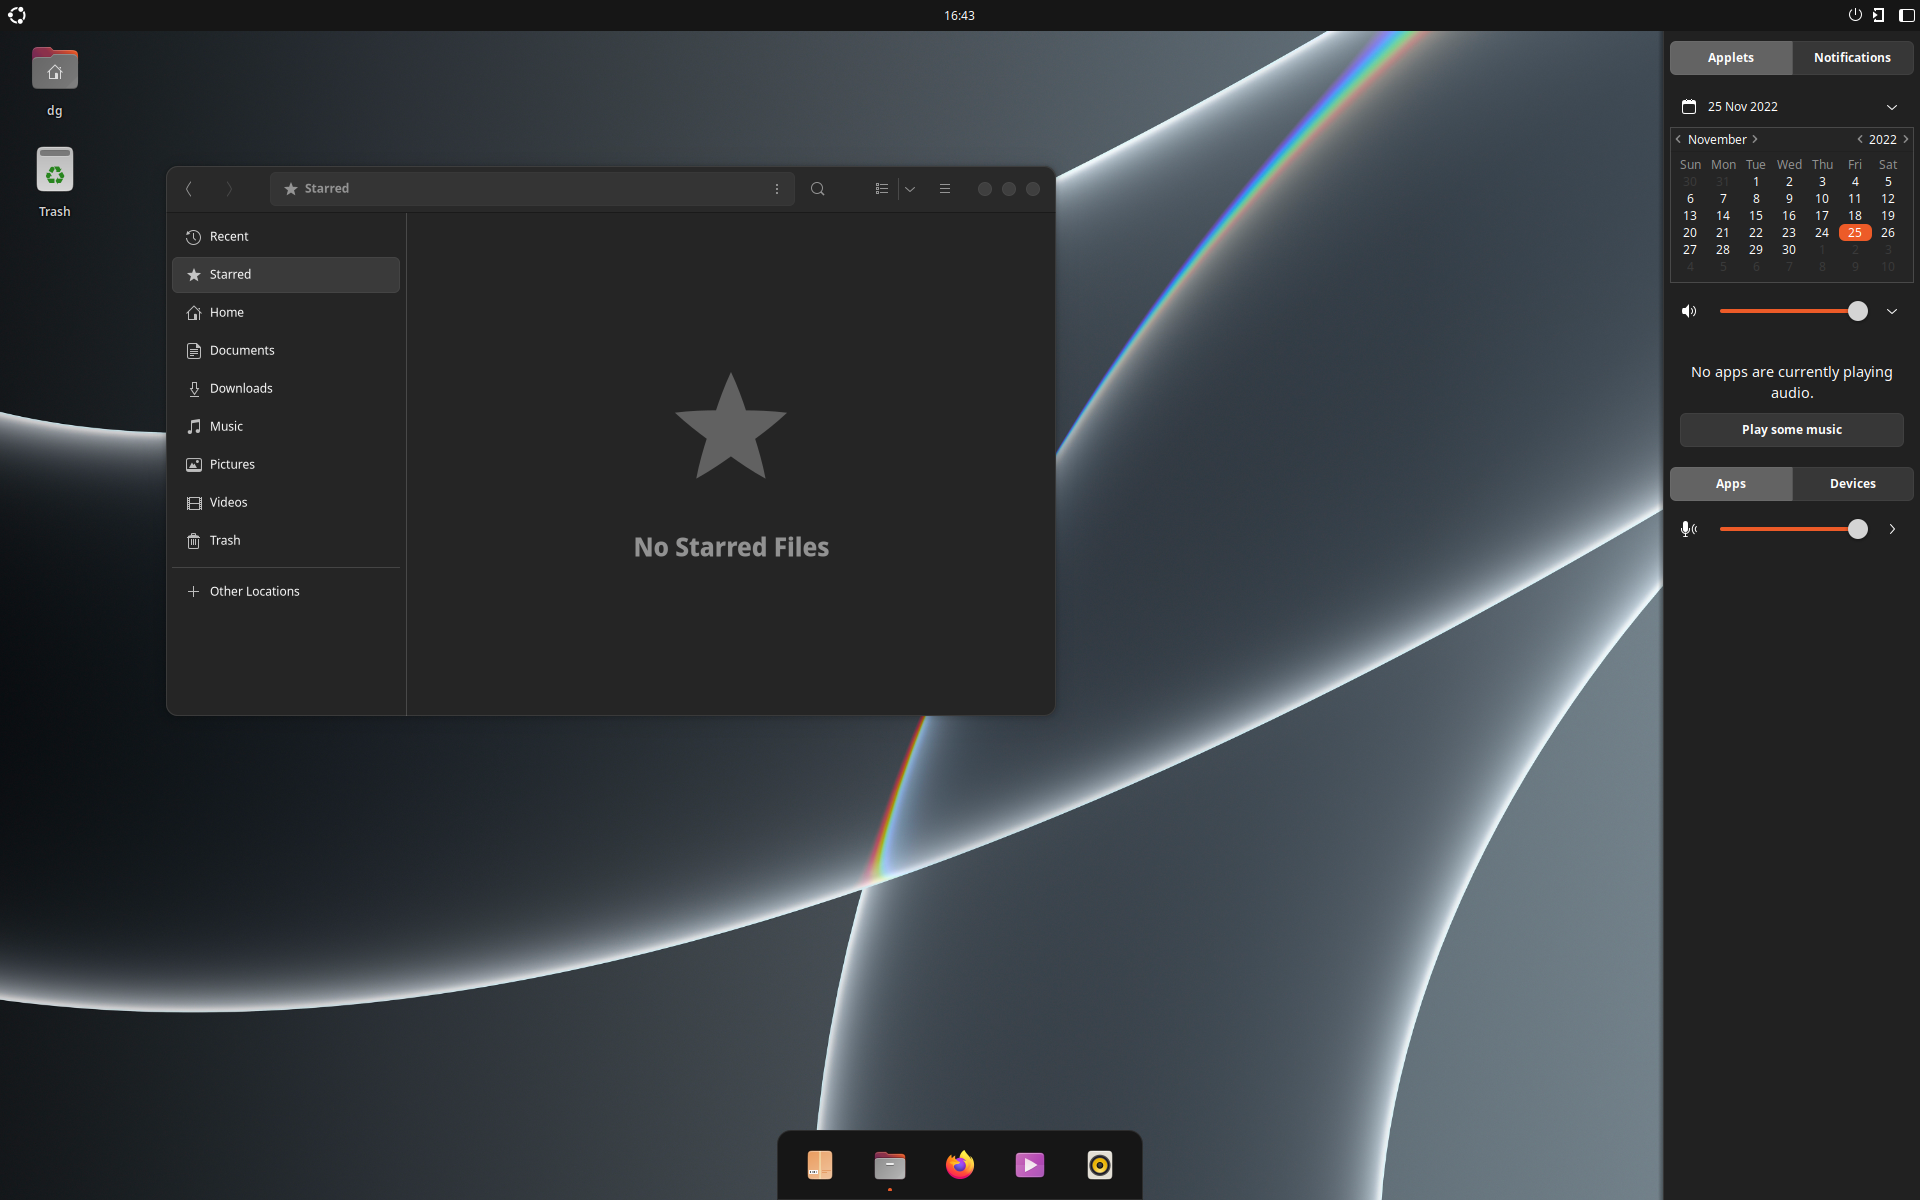 16:43
dg
Trash
Starred
Recent
Starred
Home
Documents
Downloads
Music
Pictures
Videos
Trash
Other Locations
No Starred Files
Applets Notifications
25 Nov 2022
November 2022
Sun Mon Tue Wed Thu Fri Sat
30 31 1 2 3 4 5
6 7 8 9 10 11 12
13 14 15 16 17 18 19
20 21 22 23 24 25 26
27 28 29 30 1 2 3
4 5 6 7 8 9 10
No apps are currently playing
audio.
Play some music
Apps Devices